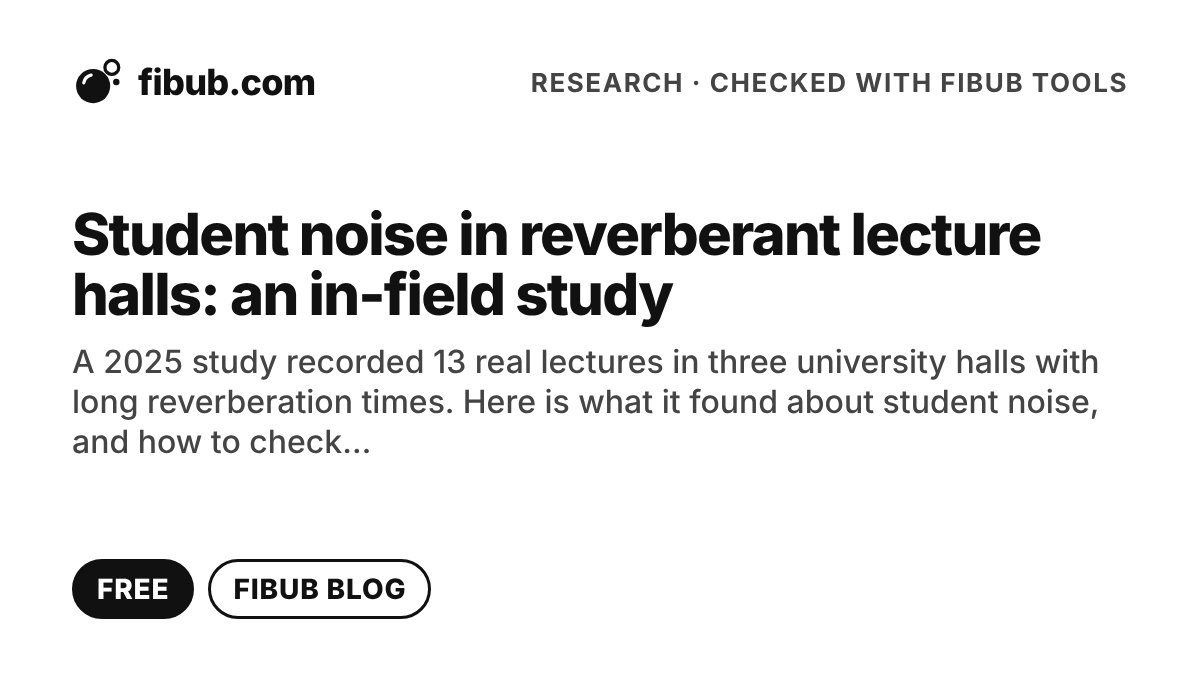 fibub.com
RESEARCH · CHECKED WITH FIBUB TOOLS
Student noise in reverberant lecture
halls: an in-field study
A 2025 study recorded 13 real lectures in three university halls with
long reverberation times. Here is what it found about student noise,
and how to check...
FREE
FIBUB BLOG